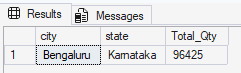 Results Messages
city state Total_Qty
1 Bengaluru Karnataka 96425